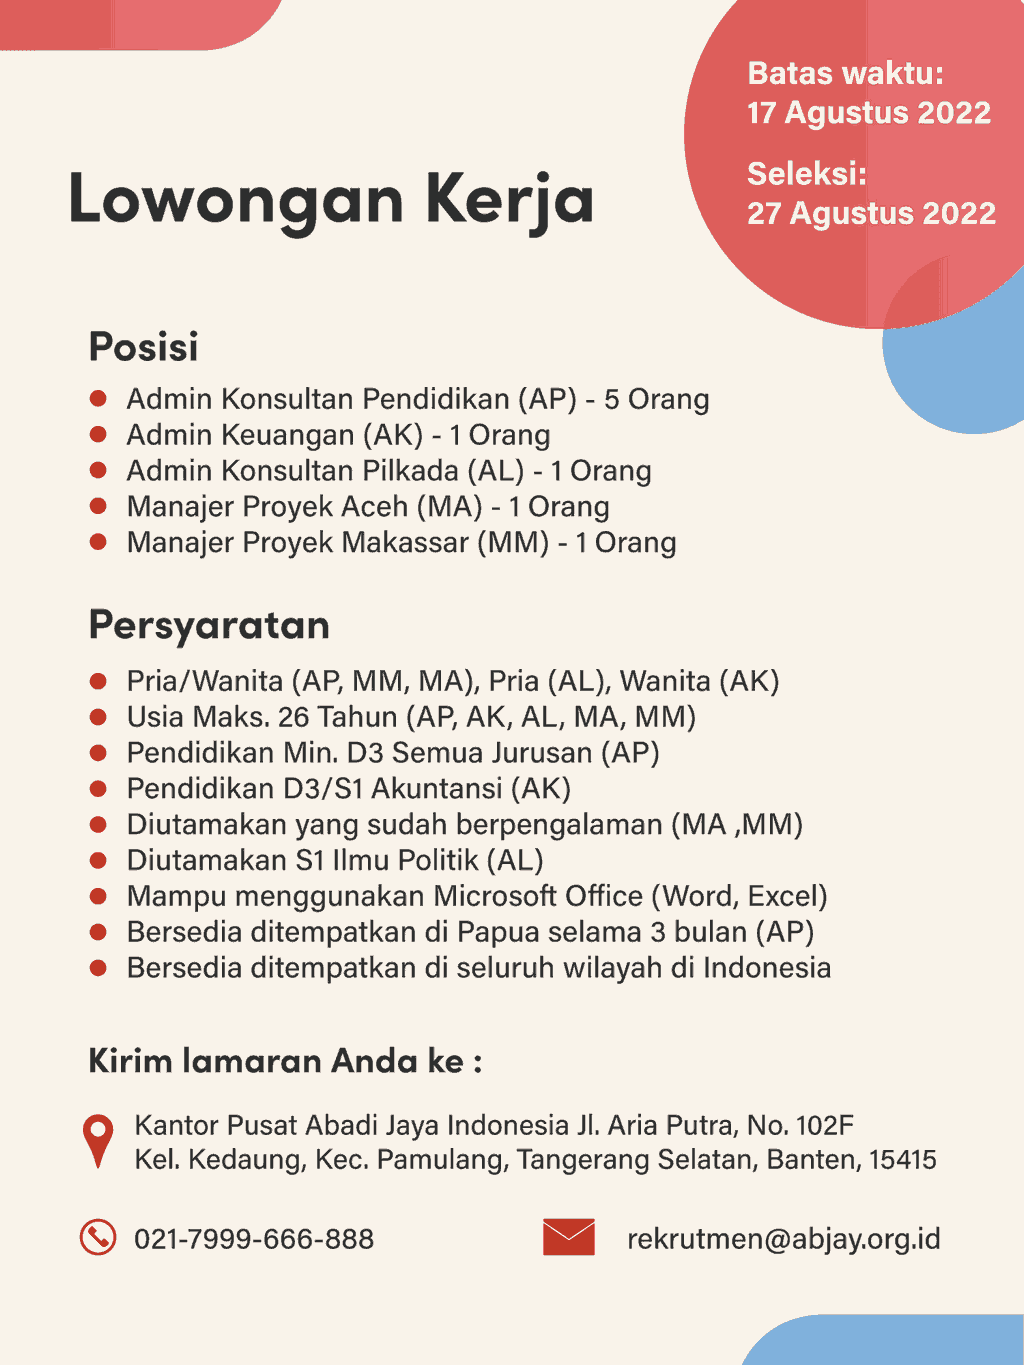 Batas waktu:
17 Agustus 2022
Seleksi:
27 Agustus 2022
Lowongan Kerja
Posisi
Admin Konsultan Pendidikan (AP) - 5 Orang
Admin Keuangan (AK) - 1 Orang
Admin Konsultan Pilkada (AL) - 1 Orang
Manajer Proyek Aceh (MA) - 1 Orang
Manajer Proyek Makassar (MM) - 1 Orang
Persyaratan
Pria/Wanita (AP, MM, MA), Pria (AL), Wanita (AK)
Usia Maks. 26 Tahun (AP, AK, AL, MA, MM)
Pendidikan Min. D3 Semua Jurusan (AP)
Pendidikan D3/S1 Akuntansi (AK)
Diutamakan yang sudah berpengalaman (MA ,MM)
Diutamakan S1 Ilmu Politik (AL)
Mampu menggunakan Microsoft Office (Word, Excel)
Bersedia ditempatkan di Papua selama 3 bulan (AP)
Bersedia ditempatkan di seluruh wilayah di Indonesia
Kirim lamaran Anda ke :
Kantor Pusat Abadi Jaya Indonesia Jl. Aria Putra, No. 102F
Kel. Kedaung, Kec. Pamulang, Tangerang Selatan, Banten, 15415
021-7999-666-888
rekrutmen@abjay.org.id